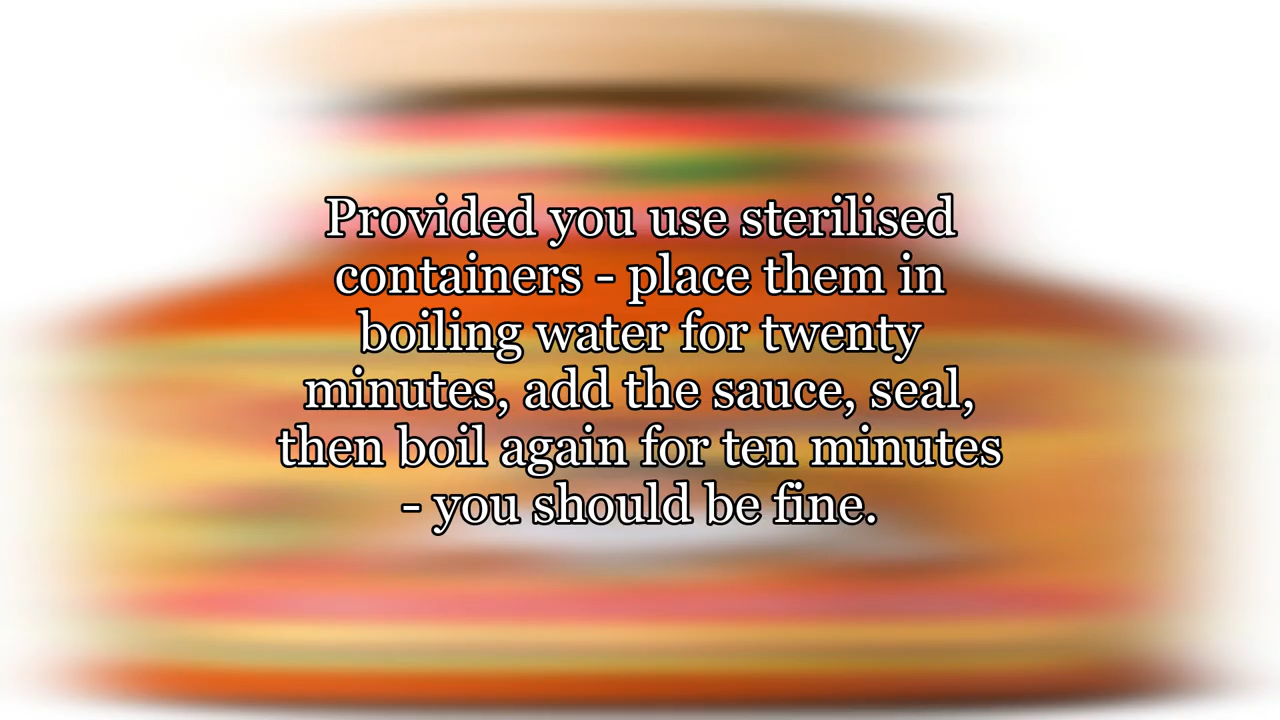 Provided you use sterilised
containers - place them in
boiling water for twenty
minutes, add the sauce, seal,
then boil again for ten minutes
- you should be fine.